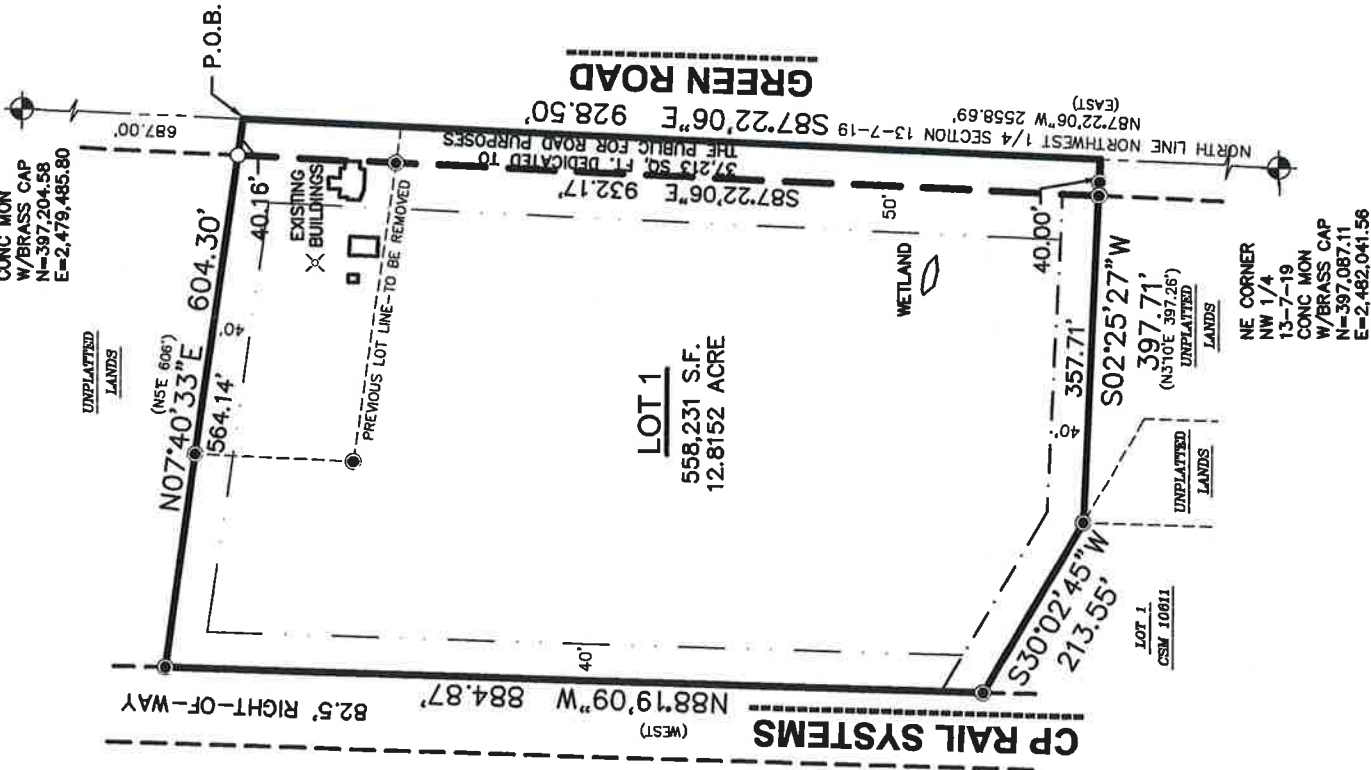 CONC MON
W/BRASS CAP
N=397,204.58
E=2,479,485.80
P.O.B.
687.00'
GREEN ROAD
S87°22'06"E 928.50'
37,213 SQ. FT. DEDICATED TO
THE PUBLIC FOR ROAD PURPOSES
S87°22'06"E 932.17'
NORTH LINE NORTHWEST 1/4 SECTION 13-7-19
N87°22'06"W 2558.69'
(EAST)
UNPLATTED
LANDS
(N5°E 606')
N07°40'33"E 604.30'
564.14'
40.16'
40'
EXISTING
BUILDINGS
PREVIOUS LOT LINE-TO BE REMOVED
LOT 1
558,231 S.F.
12.8152 ACRE
WETLAND
50'
40.00'
357.71'
40'
S02°25'27"W
397.71'
(N3°10'E 397.26')
UNPLATTED
LANDS
NE CORNER
NW 1/4
13-7-19
CONC MON
W/BRASS CAP
N=397,087.11
E=2,482,041.56
UNPLATTED
LANDS
S30°02'45"W
213.55'
LOT 1
CSM 10611
40'
N88°19'09"W 884.87'
(WEST)
82.5' RIGHT-OF-WAY
CP RAIL SYSTEMS